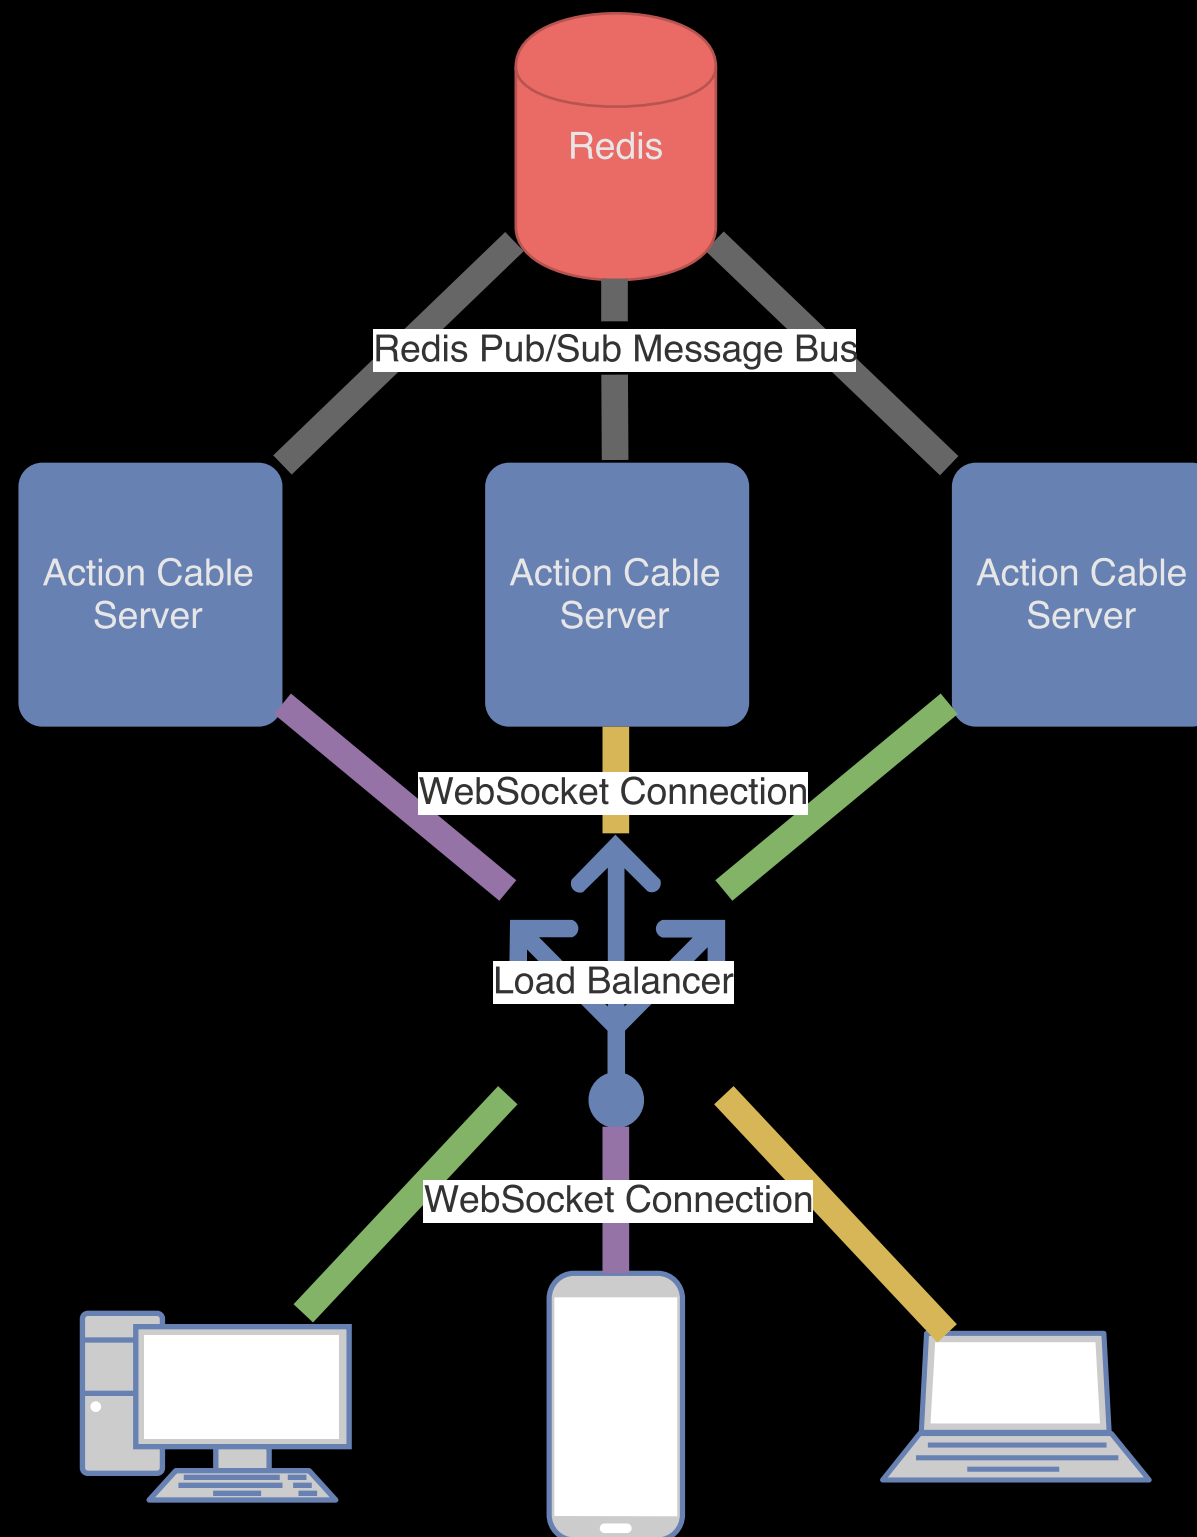 Redis
Redis Pub/Sub Message Bus
Action Cable
Server
Action Cable
Server
Action Cable
Server
WebSocket Connection
Load Balancer
WebSocket Connection